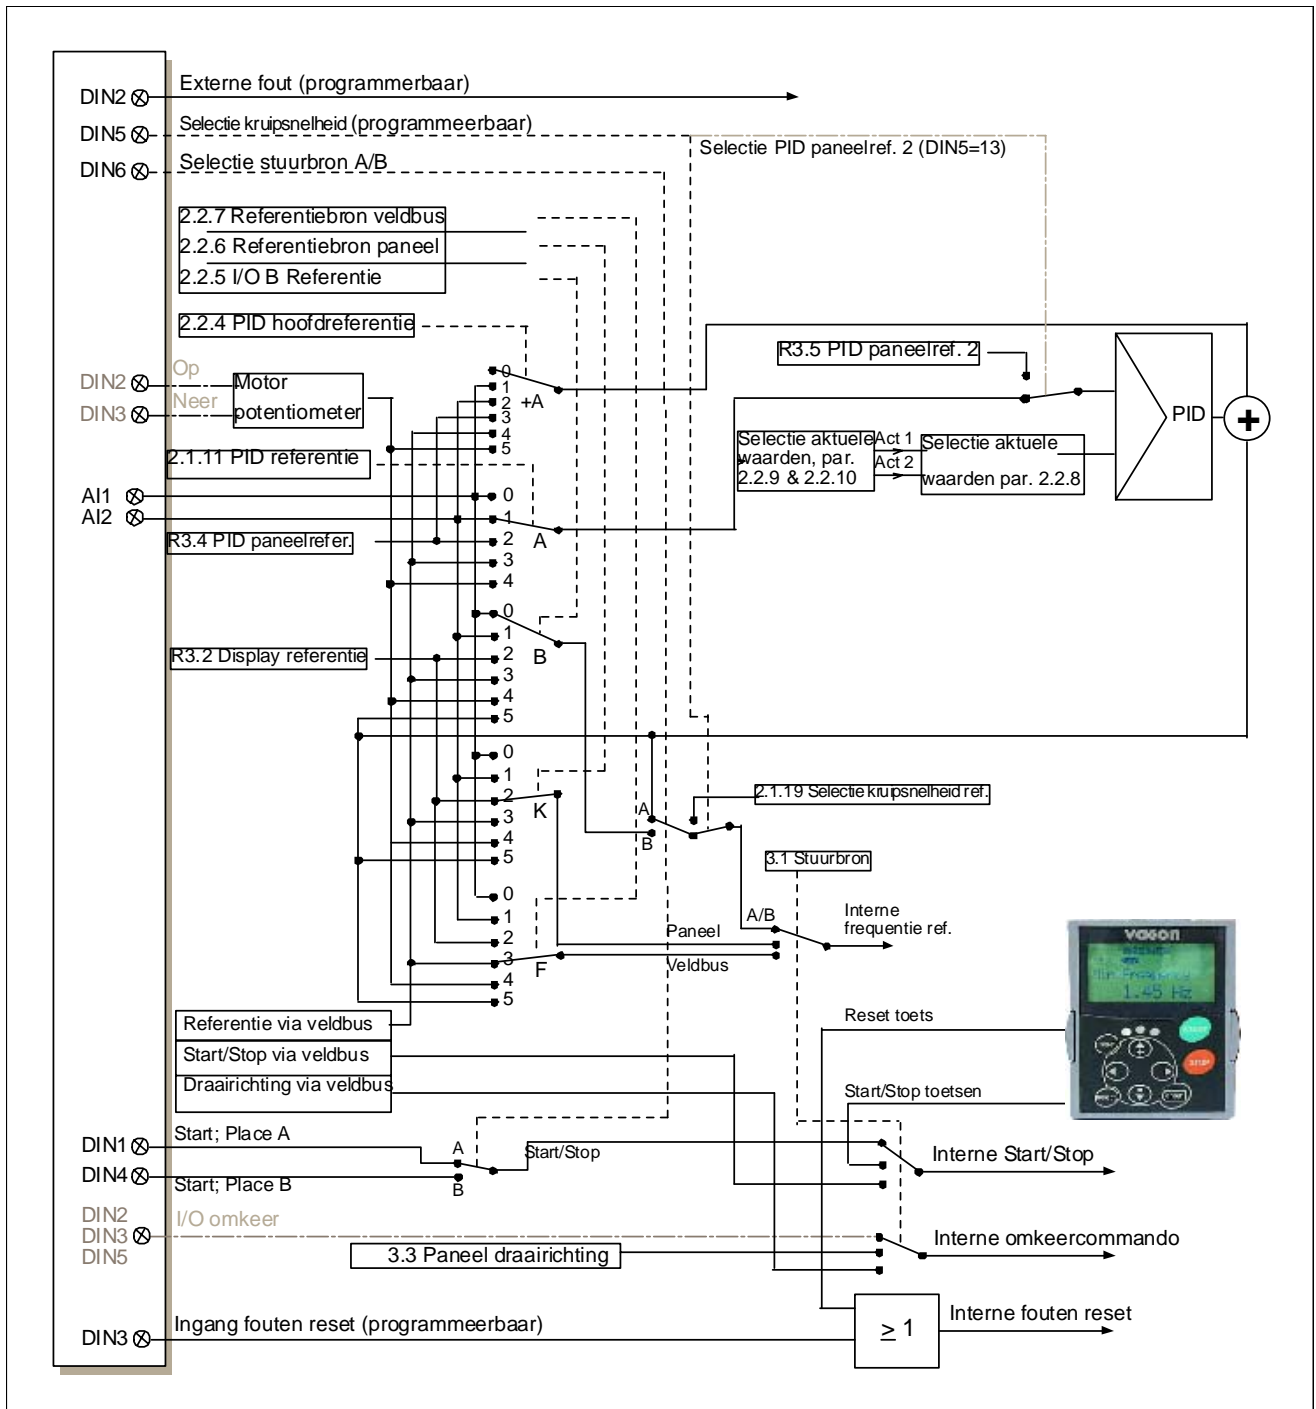 DIN2 Externe fout (programmerbaar)
DIN5 Selectie kruipsnelheid (programmeerbaar)
Selectie PID paneelref. 2 (DIN5=13)
DIN6 Selectie stuurbron A/B
2.2.7 Referentiebron veldbus
2.2.6 Referentiebron paneel
2.2.5 I/O B Referentie
2.2.4 PID hoofdreferentie
R3.5 PID paneelref. 2
DIN2 Op
DIN3 Neer
Motor
potentiometer
0
1
2
3
4
5
+A
PID
+
Selectie aktuele
waarden, par.
2.2.9 & 2.2.10
Act 1
Act 2
Selectie aktuele
waarden par. 2.2.8
2.1.11 PID referentie
AI1
AI2
R3.4 PID paneelrefer.
0
1
2
3
4
A
R3.2 Display referentie
0
1
2
3
4
5
B
0
1
2
3
4
5
K
A
B
2.1.19 Selectie kruipsnelheid ref.
3.1 Stuurbron
0
1
2
3
4
5
F
A/B
Paneel
Veldbus
Interne
frequentie ref.
vacon
1.45 Hz
Referentie via veldbus
Start/Stop via veldbus
Draairichting via veldbus
Reset toets
Start/Stop toetsen
DIN1 Start; Place A
DIN4 Start; Place B
A
B
Start/Stop
Interne Start/Stop
DIN2
DIN3
DIN5
I/O omkeer
3.3 Paneel draairichting
Interne omkeercommando
DIN3 Ingang fouten reset (programmeerbaar)
≥ 1
Interne fouten reset